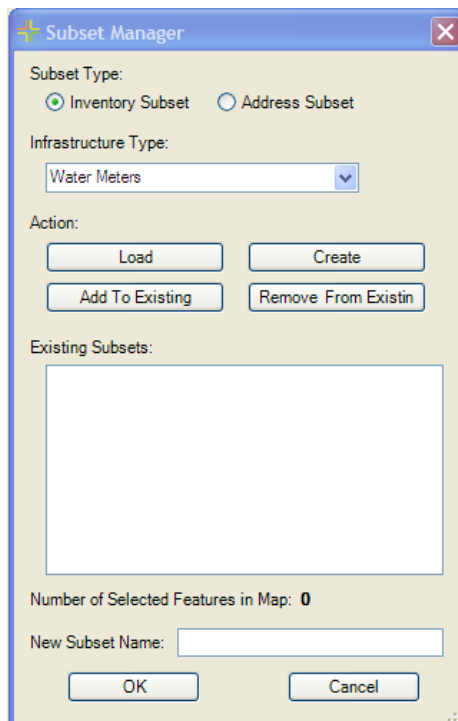 Subset Manager
Subset Type:
Inventory Subset Address Subset
Infrastructure Type:
Water Meters
Action:
Load Create
Add To Existing Remove From Existin
Existing Subsets:
Number of Selected Features in Map: 0
New Subset Name:
OK Cancel